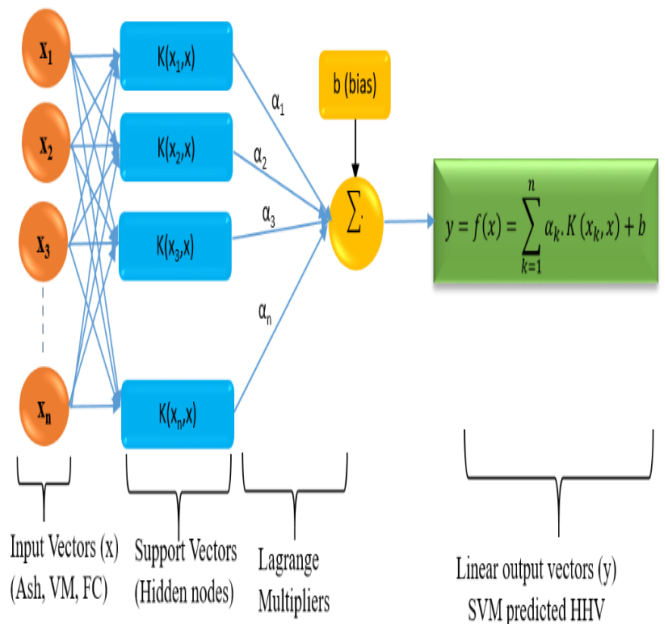 x1
x2
x3
xn
K(x1,x)
K(x2,x)
K(x3,x)
K(xn,x)
α1
α2
α3
αn
b (bias)
Σ.
y = f(x) = ∑_{k=1}^{n} αk. K (xk, x) + b
Input Vectors (x)
(Ash, VM, FC)
Support Vectors
(Hidden nodes)
Lagrange
Multipliers
Linear output vectors (y)
SVM predicted HHV